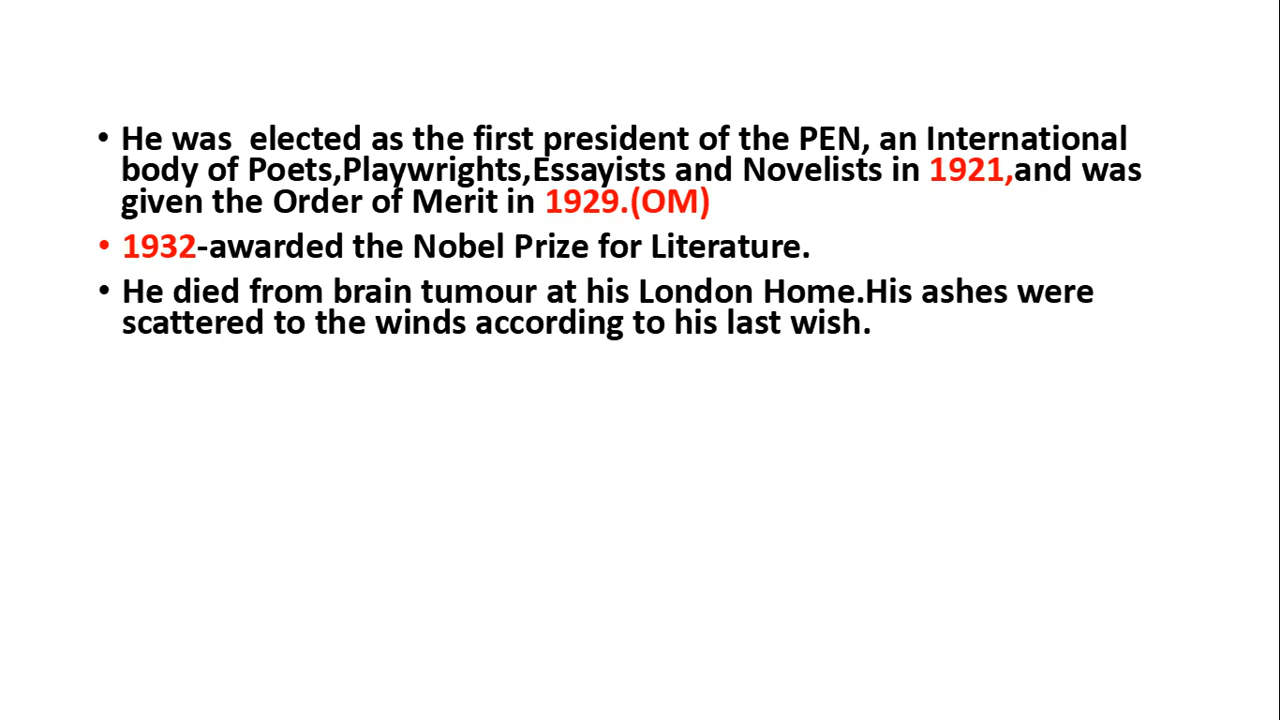 • He was  elected as the first president of the PEN, an International
body of Poets,Playwrights,Essayists and Novelists in 1921,and was
given the Order of Merit in 1929.(OM)
• 1932-awarded the Nobel Prize for Literature.
• He died from brain tumour at his London Home.His ashes were
scattered to the winds according to his last wish.